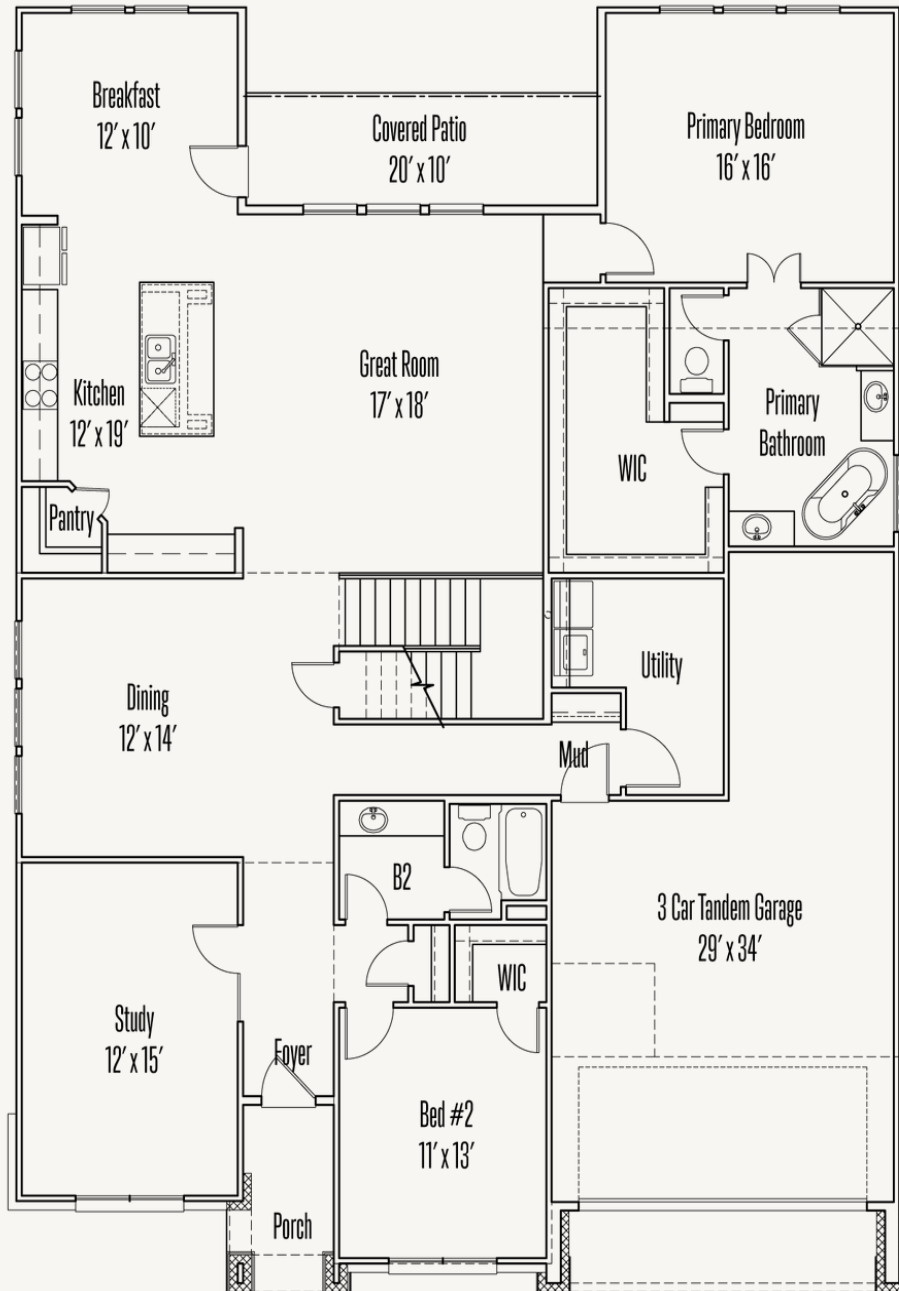 Breakfast
12' x 10'
Covered Patio
20' x 10'
Primary Bedroom
16' x 16'
Great Room
17' x 18'
Kitchen
12' x 19'
Primary
Bathroom
WIC
Pantry
Utility
Dining
12' x 14'
Mud
B2
3 Car Tandem Garage
29' x 34'
WIC
Study
12' x 15'
Foyer
Bed #2
11' x 13'
Porch